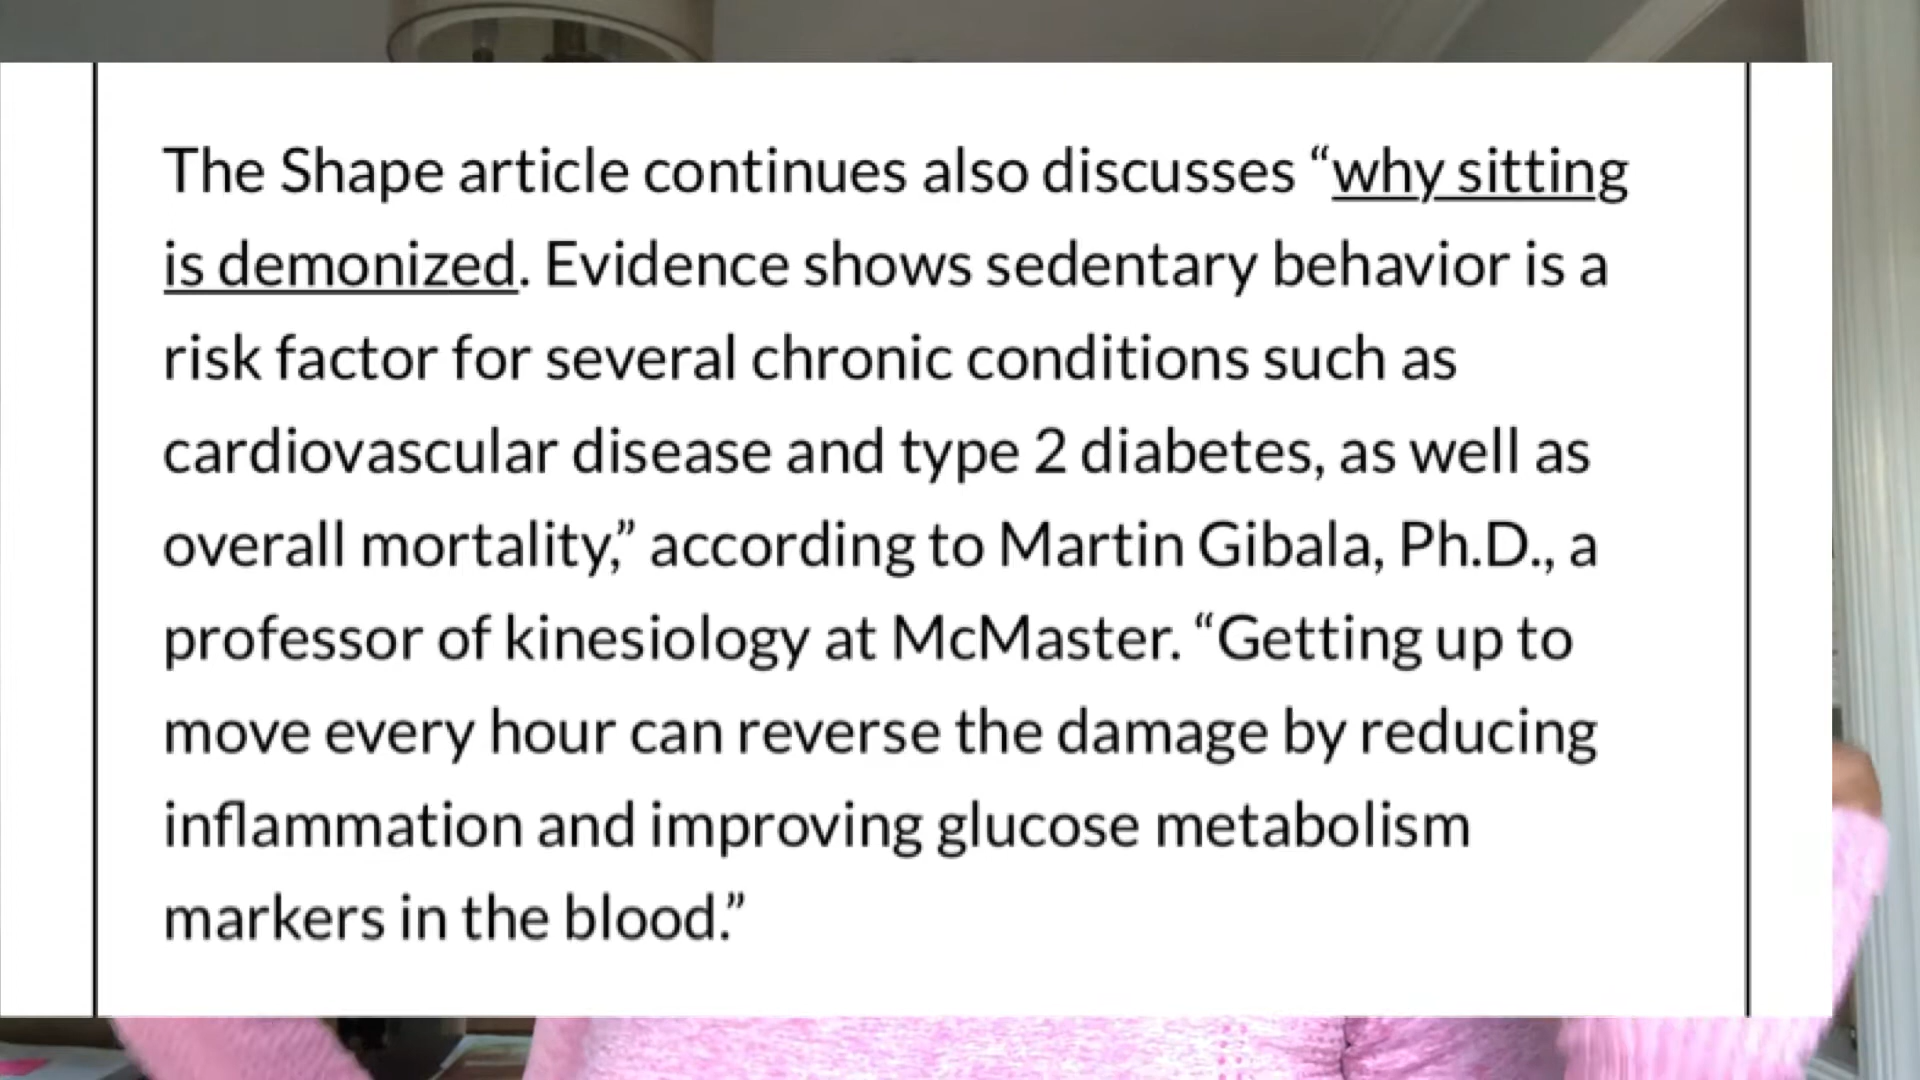 The Shape article continues also discusses “why sitting
is demonized. Evidence shows sedentary behavior is a
risk factor for several chronic conditions such as
cardiovascular disease and type 2 diabetes, as well as
overall mortality,” according to Martin Gibala, Ph.D., a
professor of kinesiology at McMaster. “Getting up to
move every hour can reverse the damage by reducing
inflammation and improving glucose metabolism
markers in the blood.”